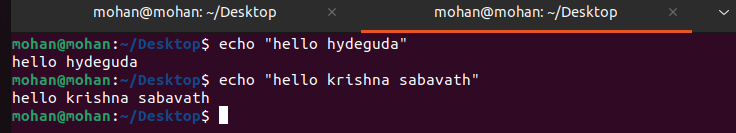 mohan@mohan: ~/Desktop × mohan@mohan: ~/Desktop ×
mohan@mohan:~/Desktop$ echo "hello hydeguda"
hello hydeguda
mohan@mohan:~/Desktop$ echo "hello krishna sabavath"
hello krishna sabavath
mohan@mohan:~/Desktop$